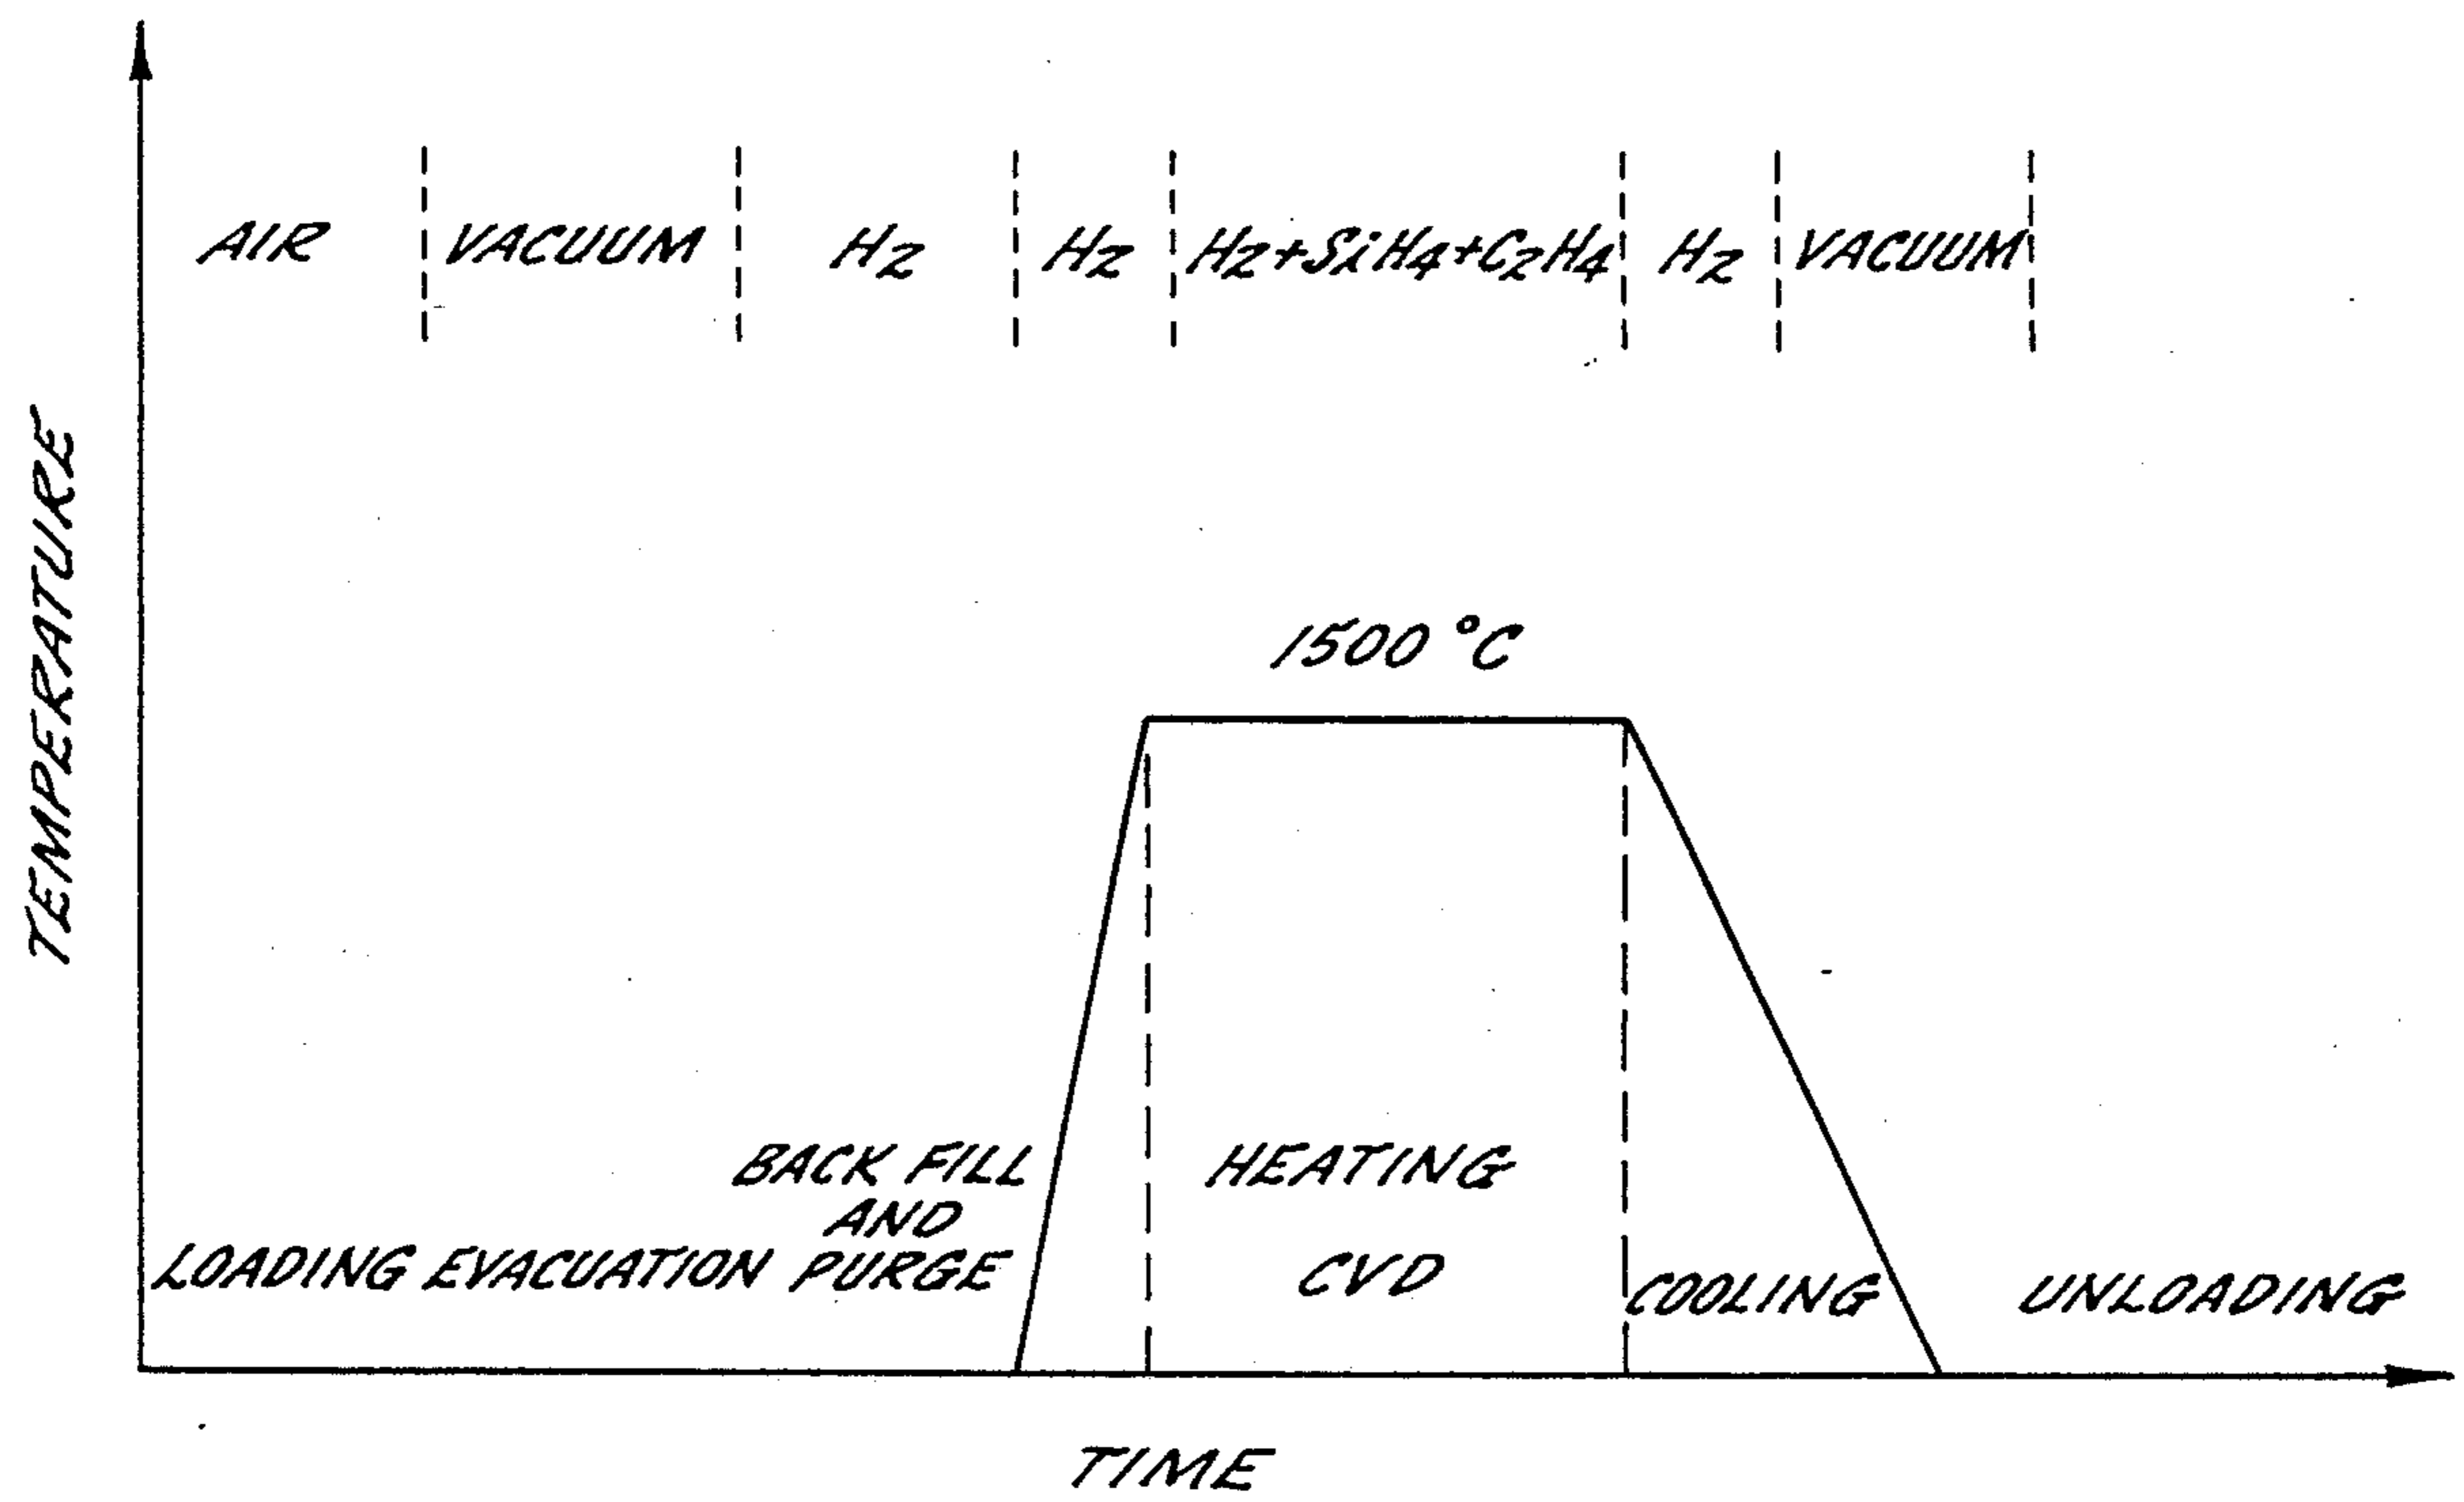 AIR VACUUM H2 H2 H2+SiH4+C2H4 H2 VACUUM
TEMPERATURE
1500 °C
BACK FILL
AND
PURGE
LOADING
EVACUATION
HEATING
CVD
COOLING
UNLOADING
TIME